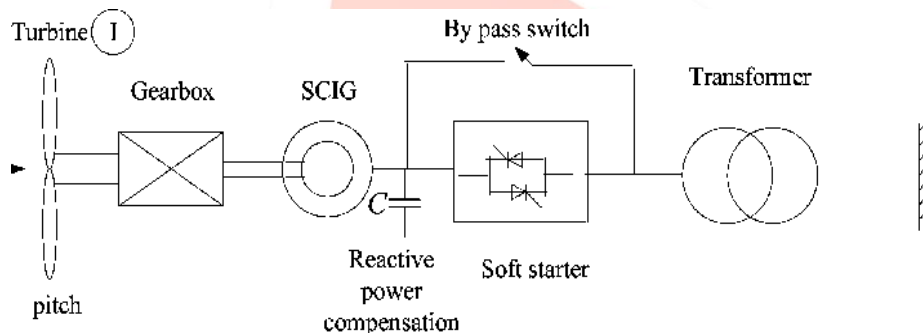 Turbine I
By pass switch
Gearbox
SCIG
Transformer
C
Reactive
power
compensation
Soft starter
pitch